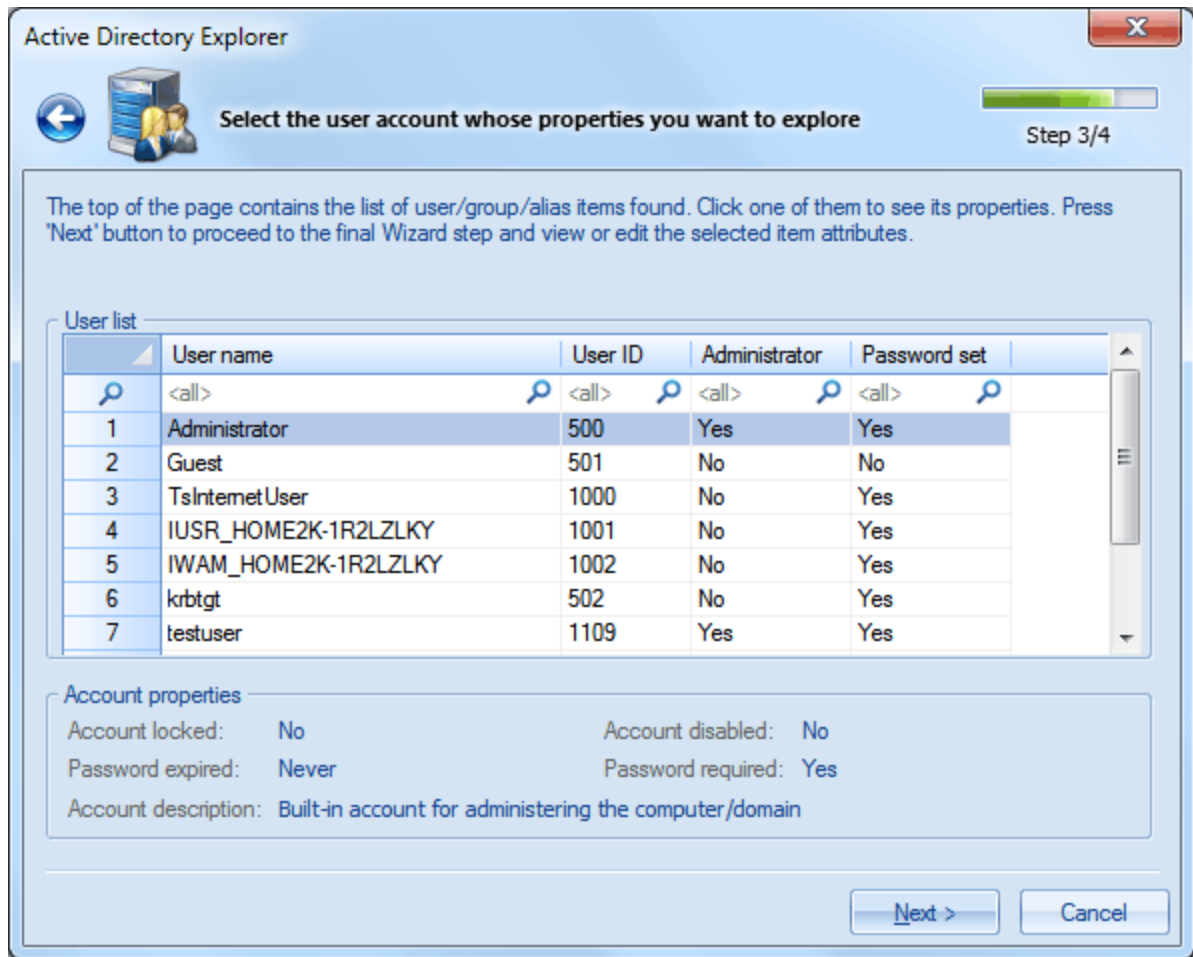 Active Directory Explorer
Select the user account whose properties you want to explore
Step 3/4
The top of the page contains the list of user/group/alias items found. Click one of them to see its properties. Press
'Next' button to proceed to the final Wizard step and view or edit the selected item attributes.
User list
User name User ID Administrator Password set
<all> <all> <all> <all>
1 Administrator 500 Yes Yes
2 Guest 501 No No
3 TsInternetUser 1000 No Yes
4 IUSR_HOME2K-1R2LZLKY 1001 No Yes
5 IWAM_HOME2K-1R2LZLKY 1002 No Yes
6 krbtgt 502 No Yes
7 testuser 1109 Yes Yes
Account properties
Account locked: No Account disabled: No
Password expired: Never Password required: Yes
Account description: Built-in account for administering the computer/domain
Next > Cancel